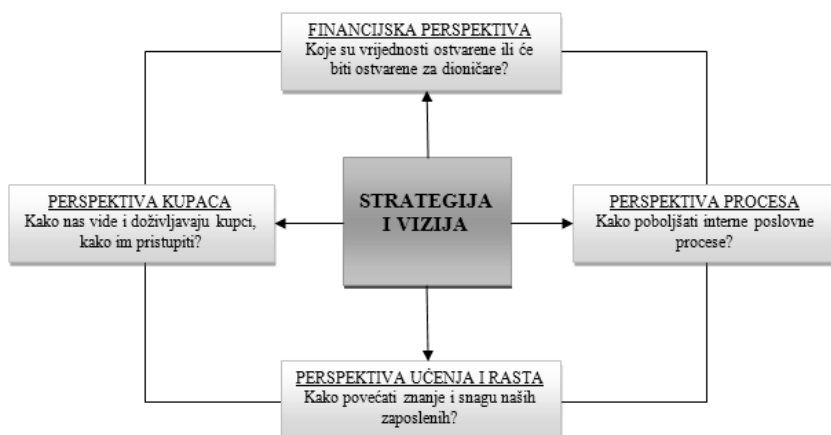 FINANCIJSKA PERSPEKTIVA
Koje su vrijednosti ostvarene ili će
biti ostvarene za dioničare?
PERSPEKTIVA KUPACA
Kako nas vide i doživljavaju kupci,
kako im pristupiti?
STRATEGIJA
I VIZIJA
PERSPEKTIVA PROCESA
Kako poboljšati interne poslovne
procese?
PERSPEKTIVA UČENJA I RASTA
Kako povećati znanje i snagu naših
zaposlenih?